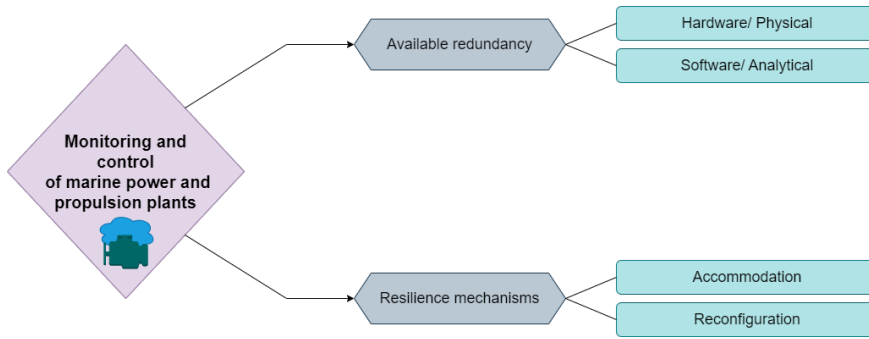 Monitoring and
control
of marine power and
propulsion plants
Available redundancy
Hardware/ Physical
Software/ Analytical
Resilience mechanisms
Accommodation
Reconfiguration